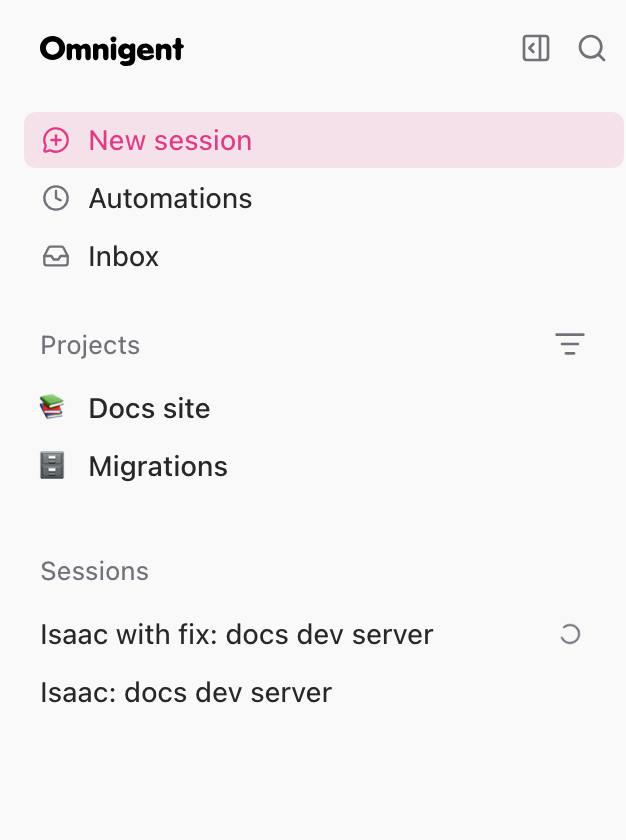 Omnigent
New session
Automations
Inbox
Projects
Docs site
Migrations
Sessions
Isaac with fix: docs dev server
Isaac: docs dev server